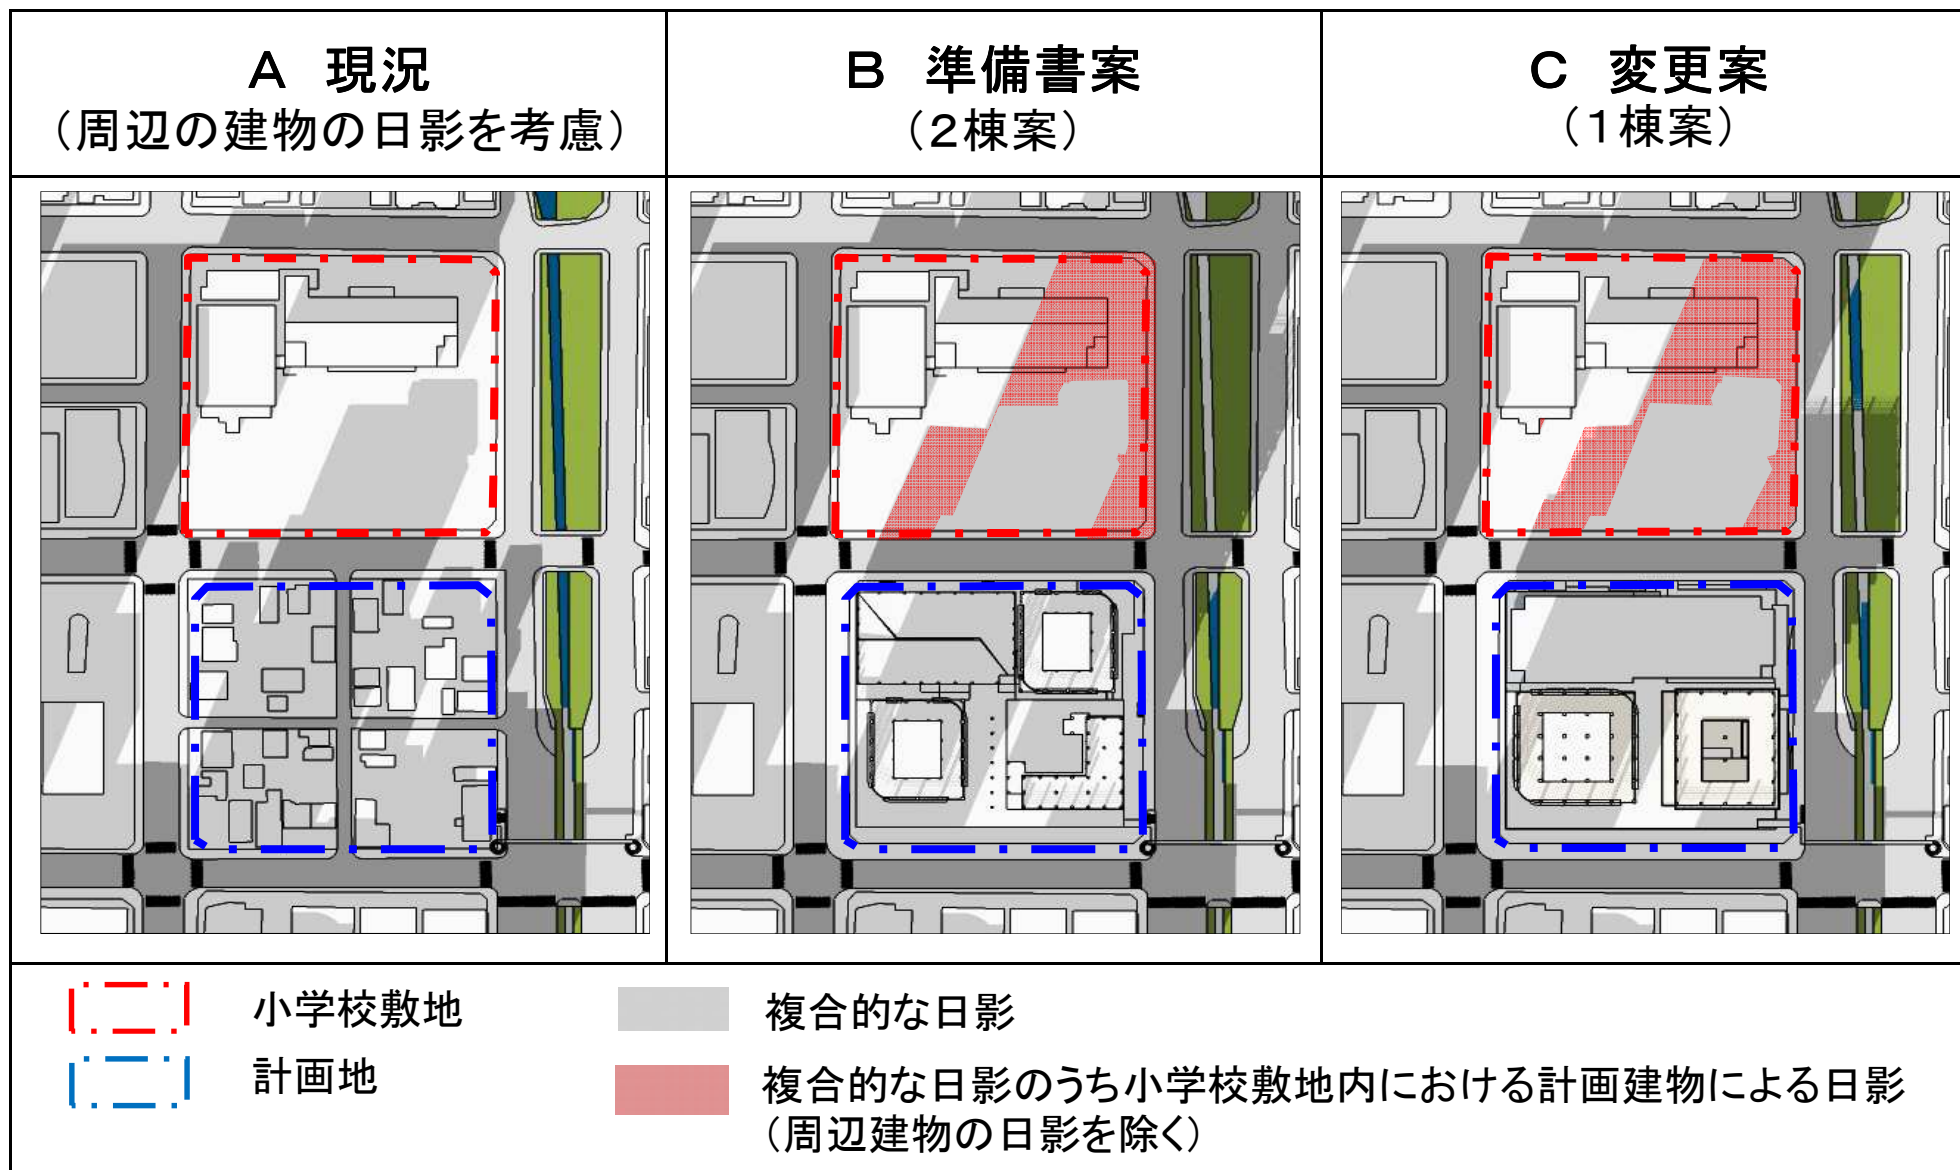 A 現況
（周辺の建物の日影を考慮）
B 準備書案
（２棟案）
C 変更案
（１棟案）
小学校敷地
計画地
複合的な日影
複合的な日影のうち小学校敷地内における計画建物による日影
（周辺建物の日影を除く）